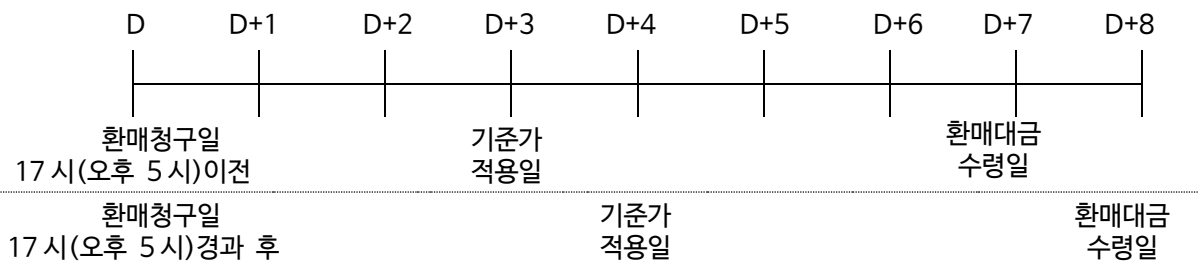 D D+1 D+2 D+3 D+4 D+5 D+6 D+7 D+8
환매청구일 기준가 환매대금
17시(오후 5시)이전 적용일 수령일
환매청구일 기준가 환매대금
17시(오후 5시)경과 후 적용일 수령일